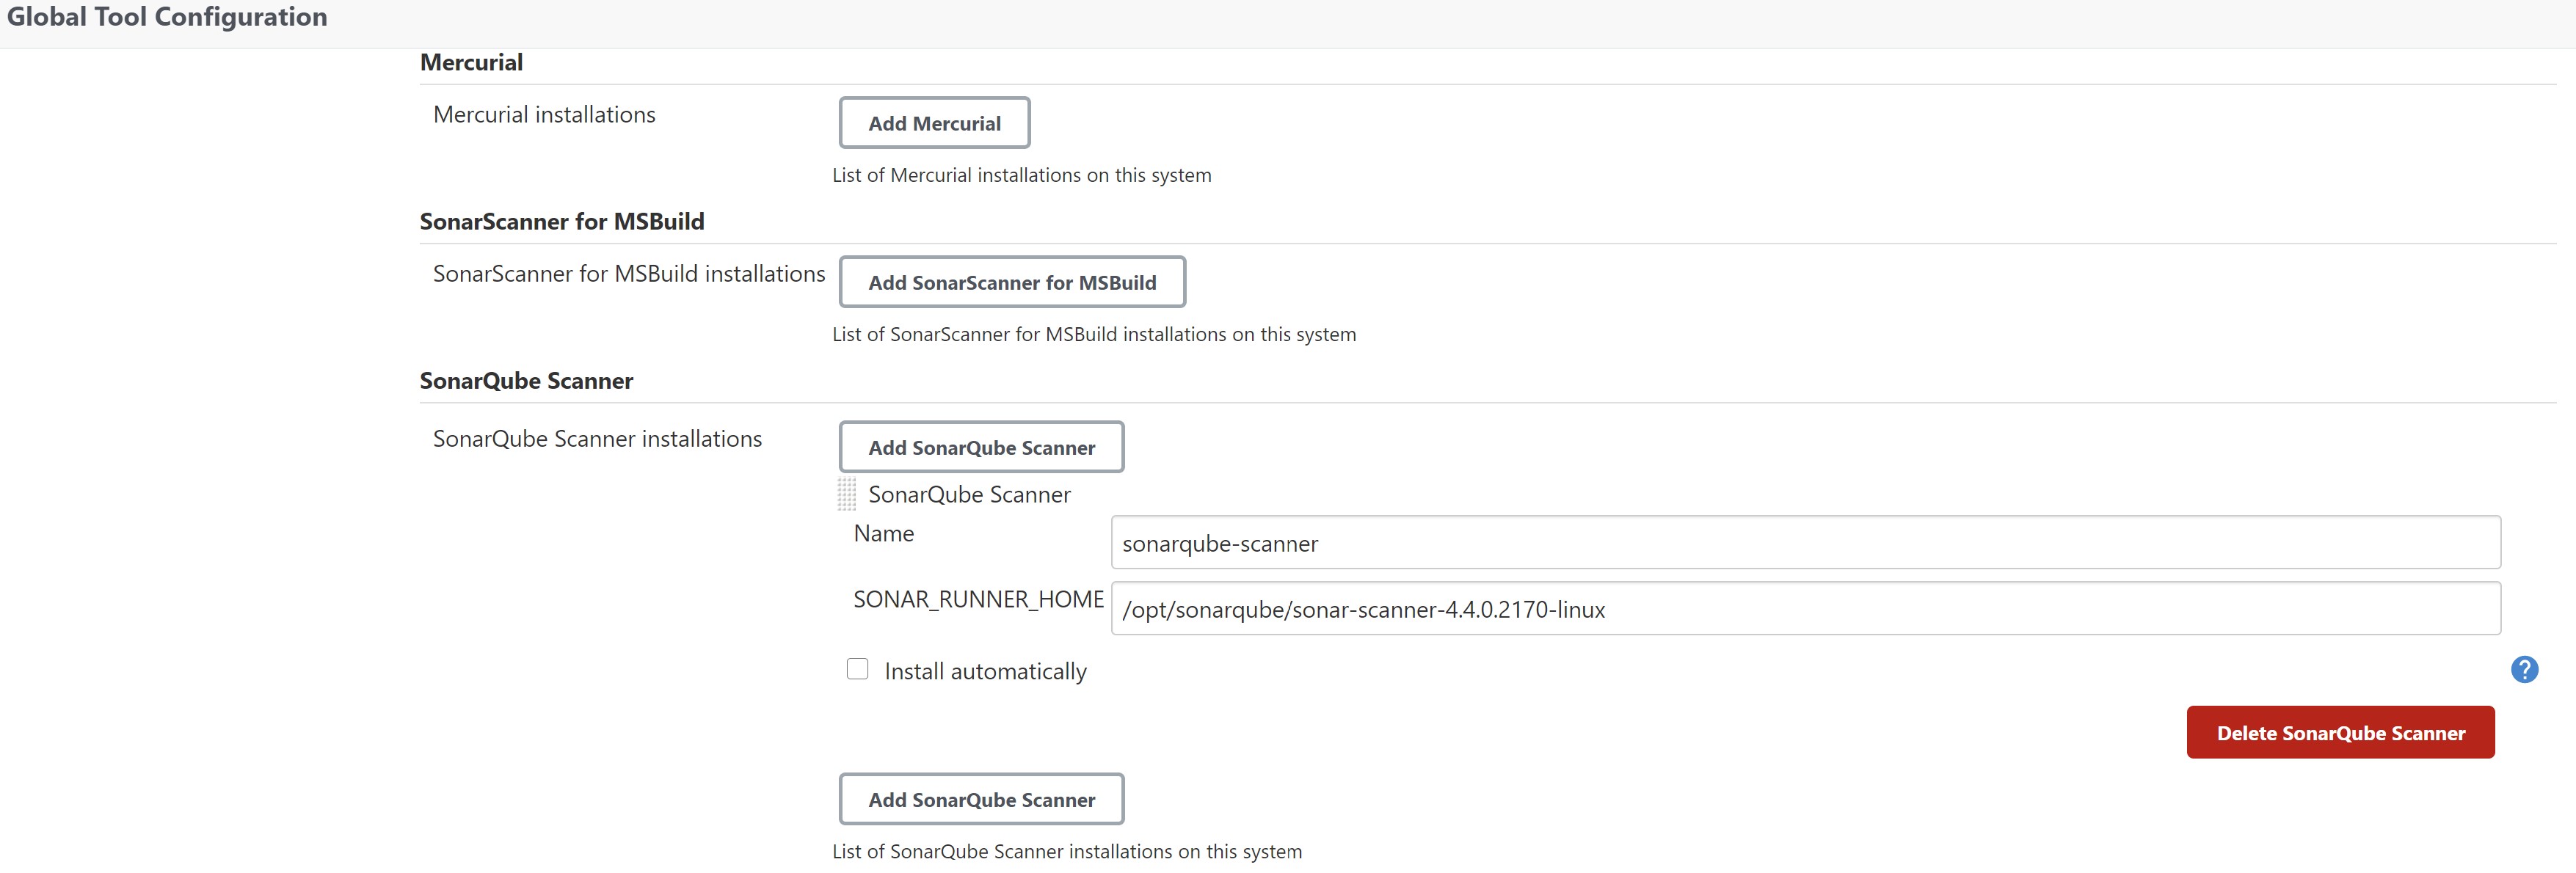 Global Tool Configuration
Mercurial
Mercurial installations
Add Mercurial
List of Mercurial installations on this system
SonarScanner for MSBuild
SonarScanner for MSBuild installations
Add SonarScanner for MSBuild
List of SonarScanner for MSBuild installations on this system
SonarQube Scanner
SonarQube Scanner installations
Add SonarQube Scanner
SonarQube Scanner
Name
sonarqube-scanner
SONAR_RUNNER_HOME
/opt/sonarqube/sonar-scanner-4.4.0.2170-linux
Install automatically
?
Delete SonarQube Scanner
Add SonarQube Scanner
List of SonarQube Scanner installations on this system